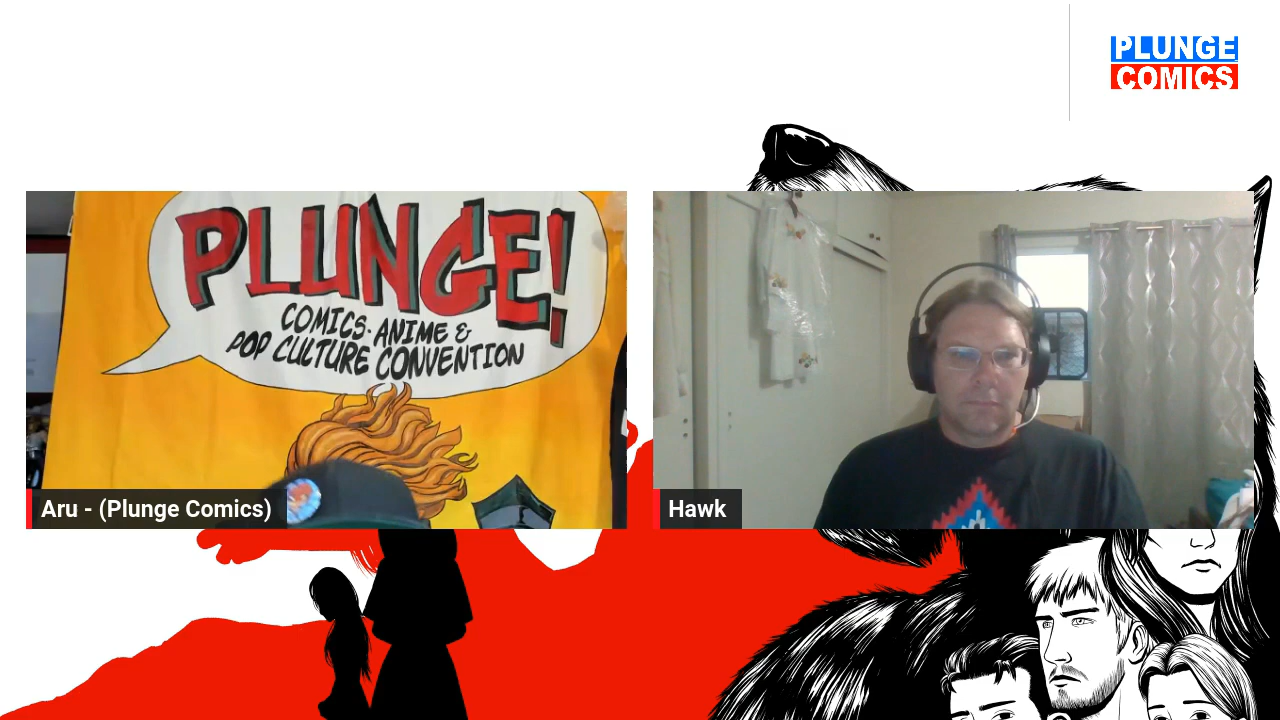 PLUNGE
COMICS
PLUNGE!
COMICS. ANIME &
POP CULTURE CONVENTION
Aru - (Plunge Comics)
Hawk